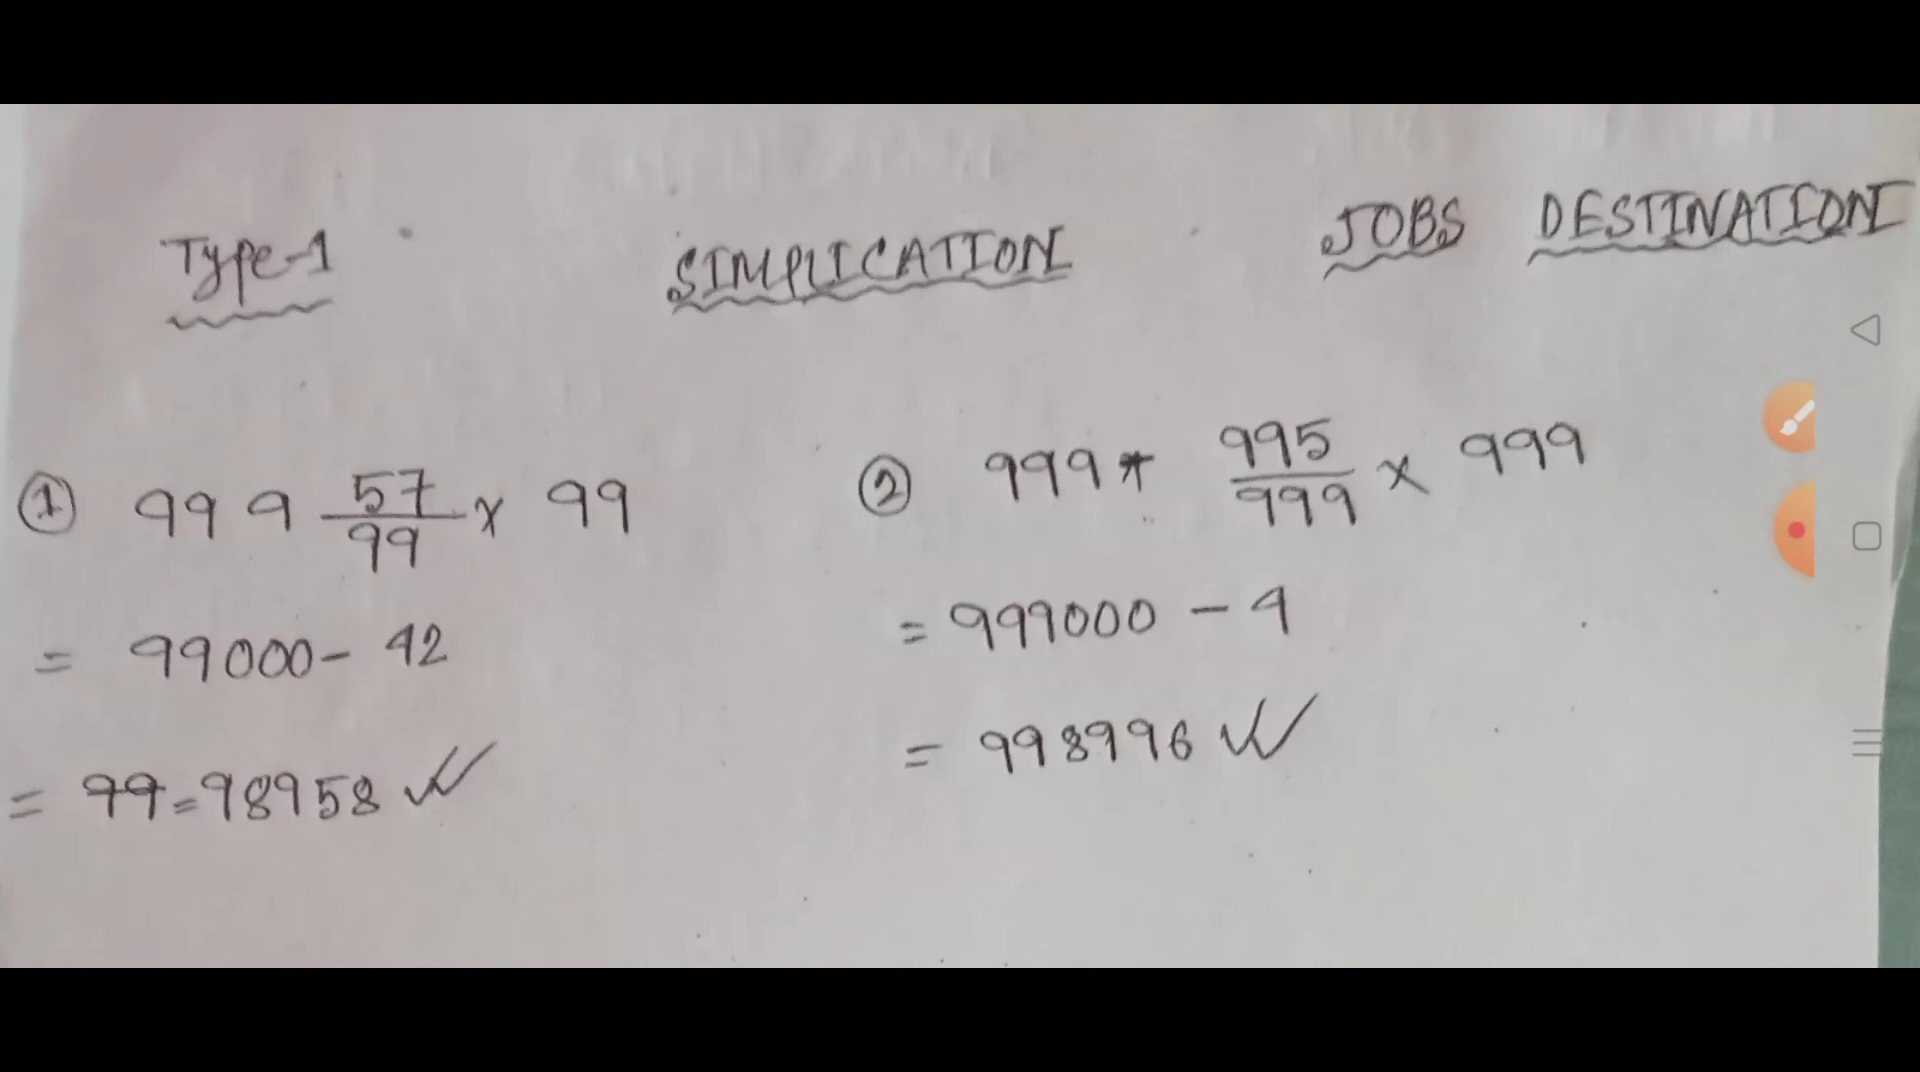 Type-1 SIMPLICATION JOBS DESTINATION
① 999 57/99 x 99
= 99000 - 42
= 99=98958
② 999+ 995/999 x 999
= 999000 - 4
= 998996